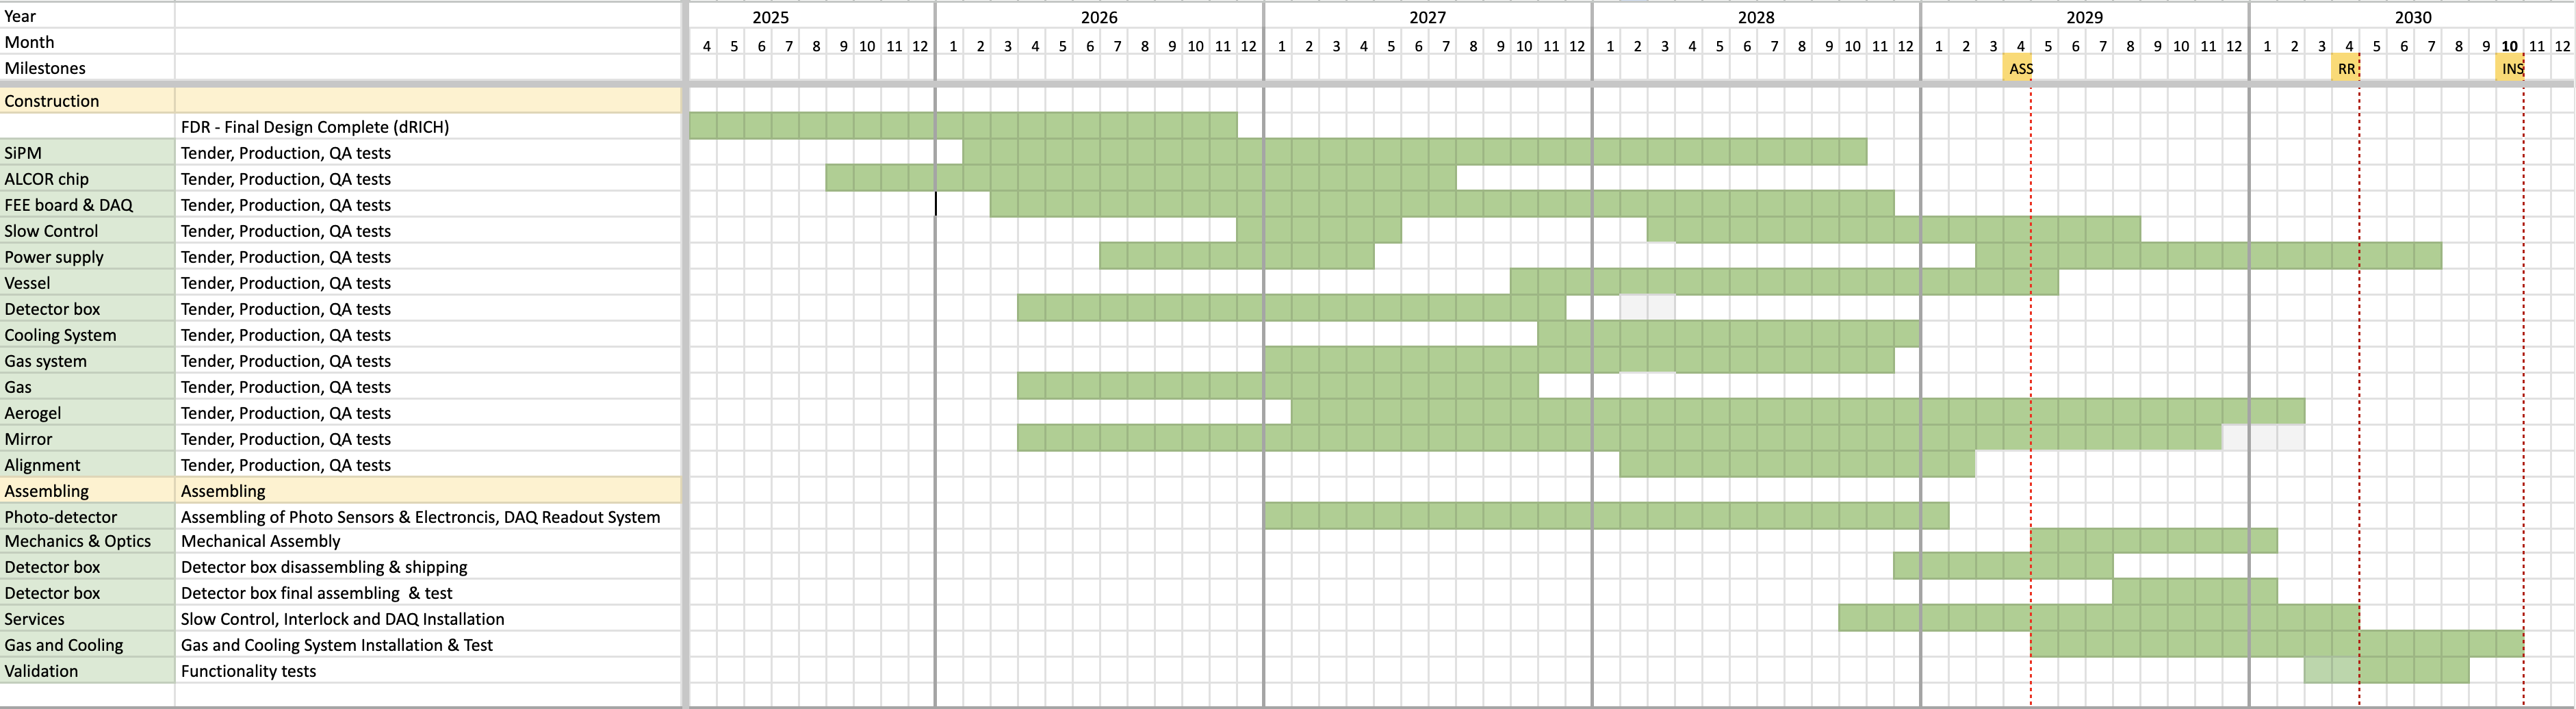 Year 2025 2026 2027 2028 2029 2030
Month 4 5 6 7 8 9 10 11 12 1 2 3 4 5 6 7 8 9 10 11 12 1 2 3 4 5 6 7 8 9 10 11 12 1 2 3 4 5 6 7 8 9 10 11 12 1 2 3 4 5 6 7 8 9 10 11 12 1 2 3 4 5 6 7 8 9 10 11 12
Milestones ASS RR INS
Construction
FDR - Final Design Complete (dRICH)
SiPM Tender, Production, QA tests
ALCOR chip Tender, Production, QA tests
FEE board & DAQ Tender, Production, QA tests
Slow Control Tender, Production, QA tests
Power supply Tender, Production, QA tests
Vessel Tender, Production, QA tests
Detector box Tender, Production, QA tests
Cooling System Tender, Production, QA tests
Gas system Tender, Production, QA tests
Gas Tender, Production, QA tests
Aerogel Tender, Production, QA tests
Mirror Tender, Production, QA tests
Alignment Tender, Production, QA tests
Assembling Assembling
Photo-detector Assembling of Photo Sensors & Electroncis, DAQ Readout System
Mechanics & Optics Mechanical Assembly
Detector box Detector box disassembling & shipping
Detector box Detector box final assembling & test
Services Slow Control, Interlock and DAQ Installation
Gas and Cooling Gas and Cooling System Installation & Test
Validation Functionality tests